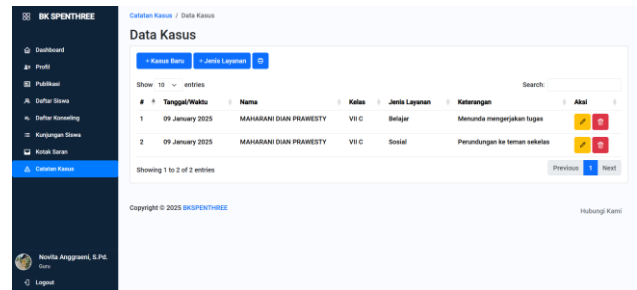 BK SPENTHREE
Dashboard
Profil
Publikasi
Daftar Siswa
Daftar Konseling
Kunjungan Siswa
Kotak Saran
Catatan Kasus
Novita Anggraeni, S.Pd.
Guru
Logout
Catatan Kasus / Data Kasus
Data Kasus
+ Kasus Baru + Jenis Layanan
Show 10 entries Search:
# Tanggal/Waktu Nama Kelas Jenis Layanan Keterangan Aksi
1 09 January 2025 MAHARANI DIAN PRAWESTY VII C Belajar Menunda mengerjakan tugas
2 09 January 2025 MAHARANI DIAN PRAWESTY VII C Sosial Perundungan ke teman sekelas
Showing 1 to 2 of 2 entries Previous 1 Next
Copyright © 2025 BKSPENTHREE Hubungi Kami